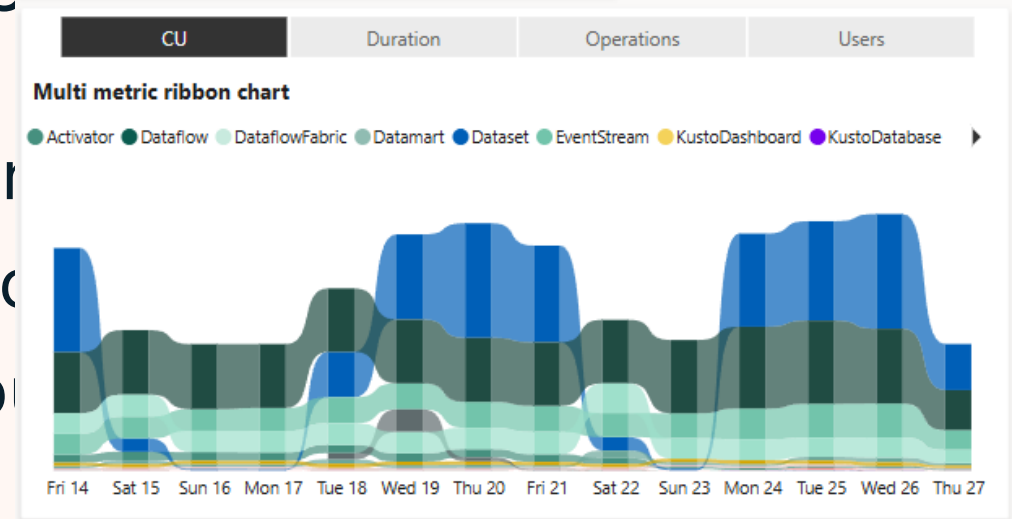 CU Duration Operations Users
Multi metric ribbon chart
Activator Dataflow DataflowFabric Datamart Dataset EventStream KustoDashboard KustoDatabase
Fri 14 Sat 15 Sun 16 Mon 17 Tue 18 Wed 19 Thu 20 Fri 21 Sat 22 Sun 23 Mon 24 Tue 25 Wed 26 Thu 27